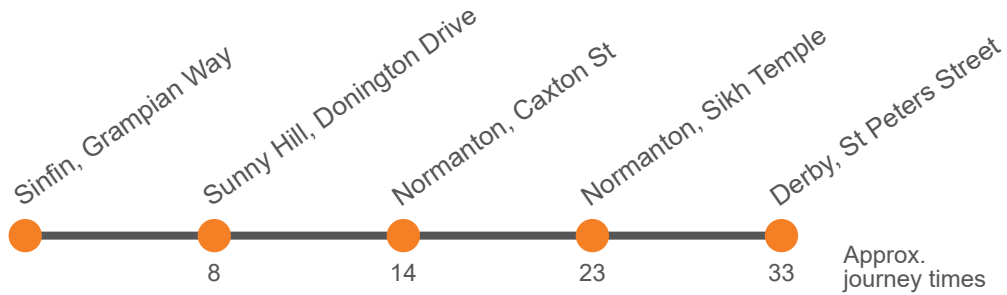 Sinfin, Grampian Way
Sunny Hill, Donington Drive
Normanton, Caxton St
Normanton, Sikh Temple
Derby, St Peters Street
8
14
23
33
Approx.
journey times